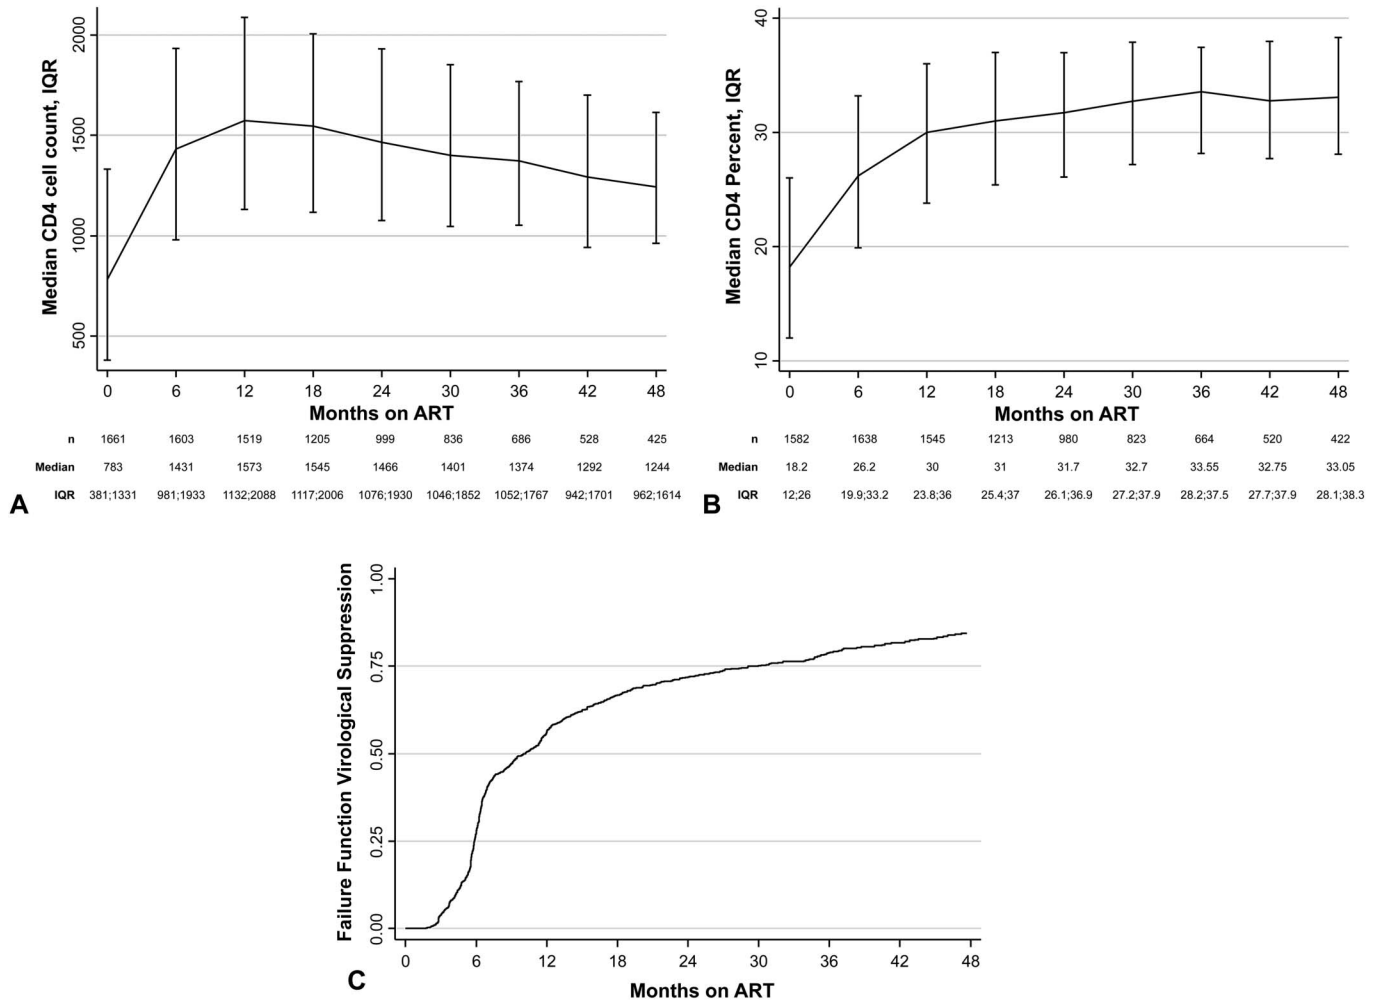 Median CD4 cell count, IQR
2000
1500
1000
500
0 6 12 18 24 30 36 42 48
Months on ART
n 1661 1603 1519 1205 999 836 686 528 425
Median 783 1431 1573 1545 1466 1401 1374 1292 1244
IQR 381;1331 981;1933 1132;2088 1117;2006 1076;1930 1046;1852 1052;1767 942;1701 962;1614
A
Median CD4 Percent, IQR
40
30
20
10
0 6 12 18 24 30 36 42 48
Months on ART
n 1582 1638 1545 1213 980 823 664 520 422
Median 18.2 26.2 30 31 31.7 32.7 33.55 32.75 33.05
IQR 12;26 19.9;33.2 23.8;36 25.4;37 26.1;36.9 27.2;37.9 28.2;37.5 27.7;37.9 28.1;38.3
B
Failure Function Virological Suppression
1.00
0.75
0.50
0.25
0.00
0 6 12 18 24 30 36 42 48
Months on ART
C